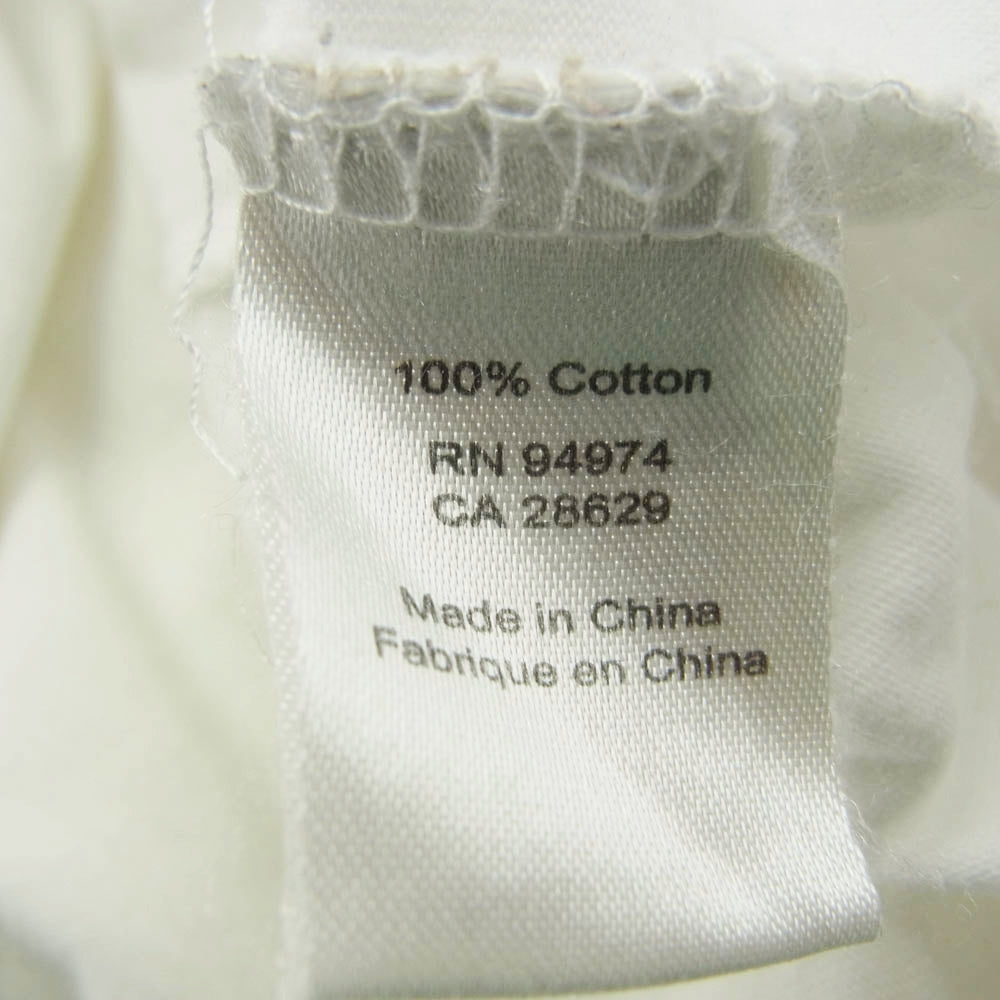 100% Cotton
RN 94974
CA 28629
Made in China
Fabrique en China